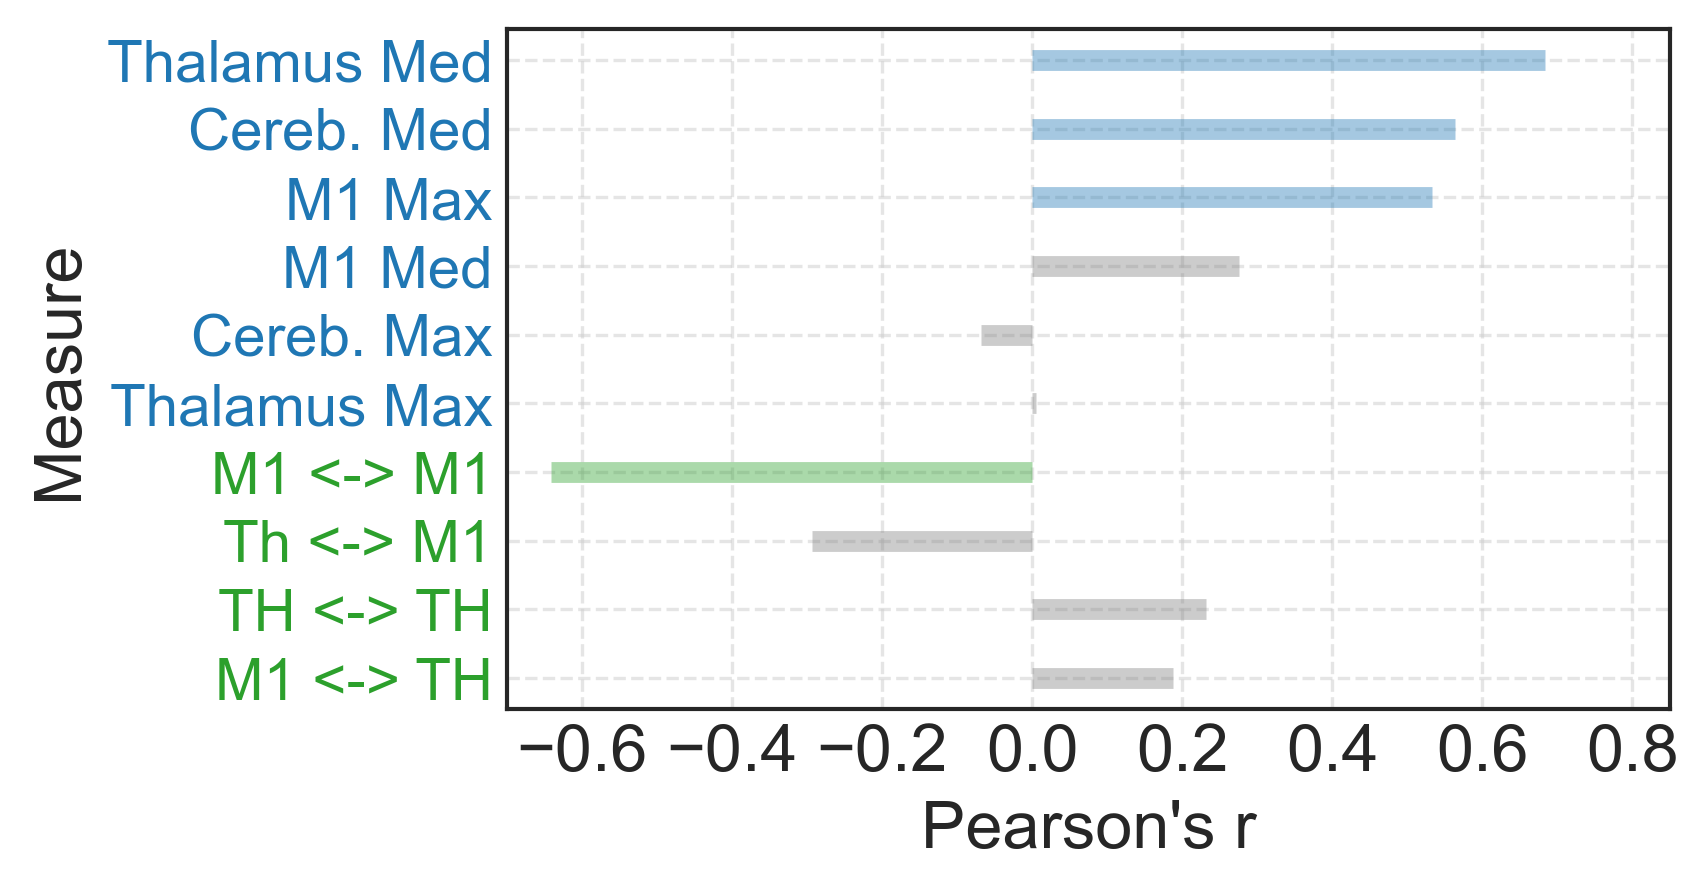 Thalamus Med
Cereb. Med
M1 Max
M1 Med
Cereb. Max
Thalamus Max
M1 <-> M1
Th <-> M1
TH <-> TH
M1 <-> TH
Measure
−0.6 −0.4 −0.2 0.0 0.2 0.4 0.6 0.8
Pearson's r